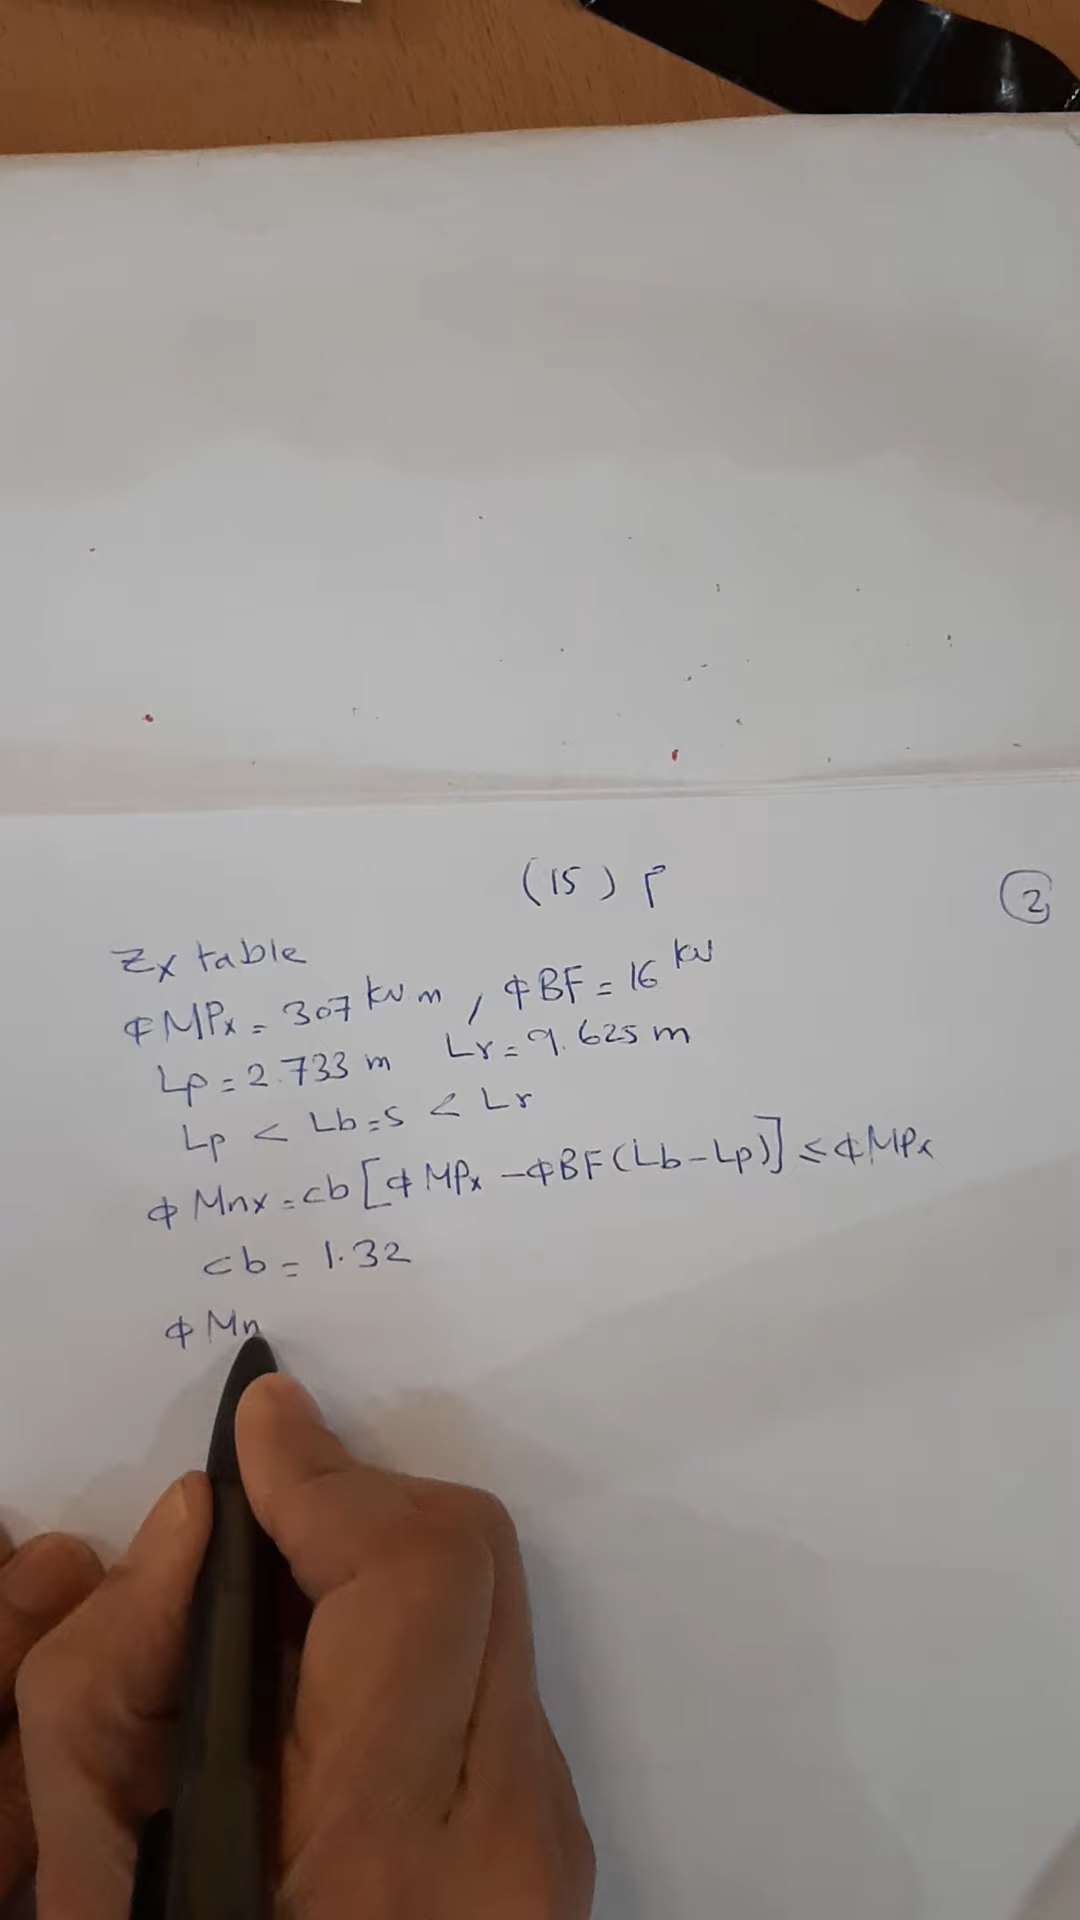 (15) م
2
Zx table
ϕMPx = 307 kN m , ϕBF = 16 kN
Lp = 2.733 m Lr = 9.625 m
Lp < Lb=5 < Lr
ϕMnx = cb [ϕMPx - ϕBF(Lb-Lp)] ≤ ϕMPx
cb = 1.32
ϕMn